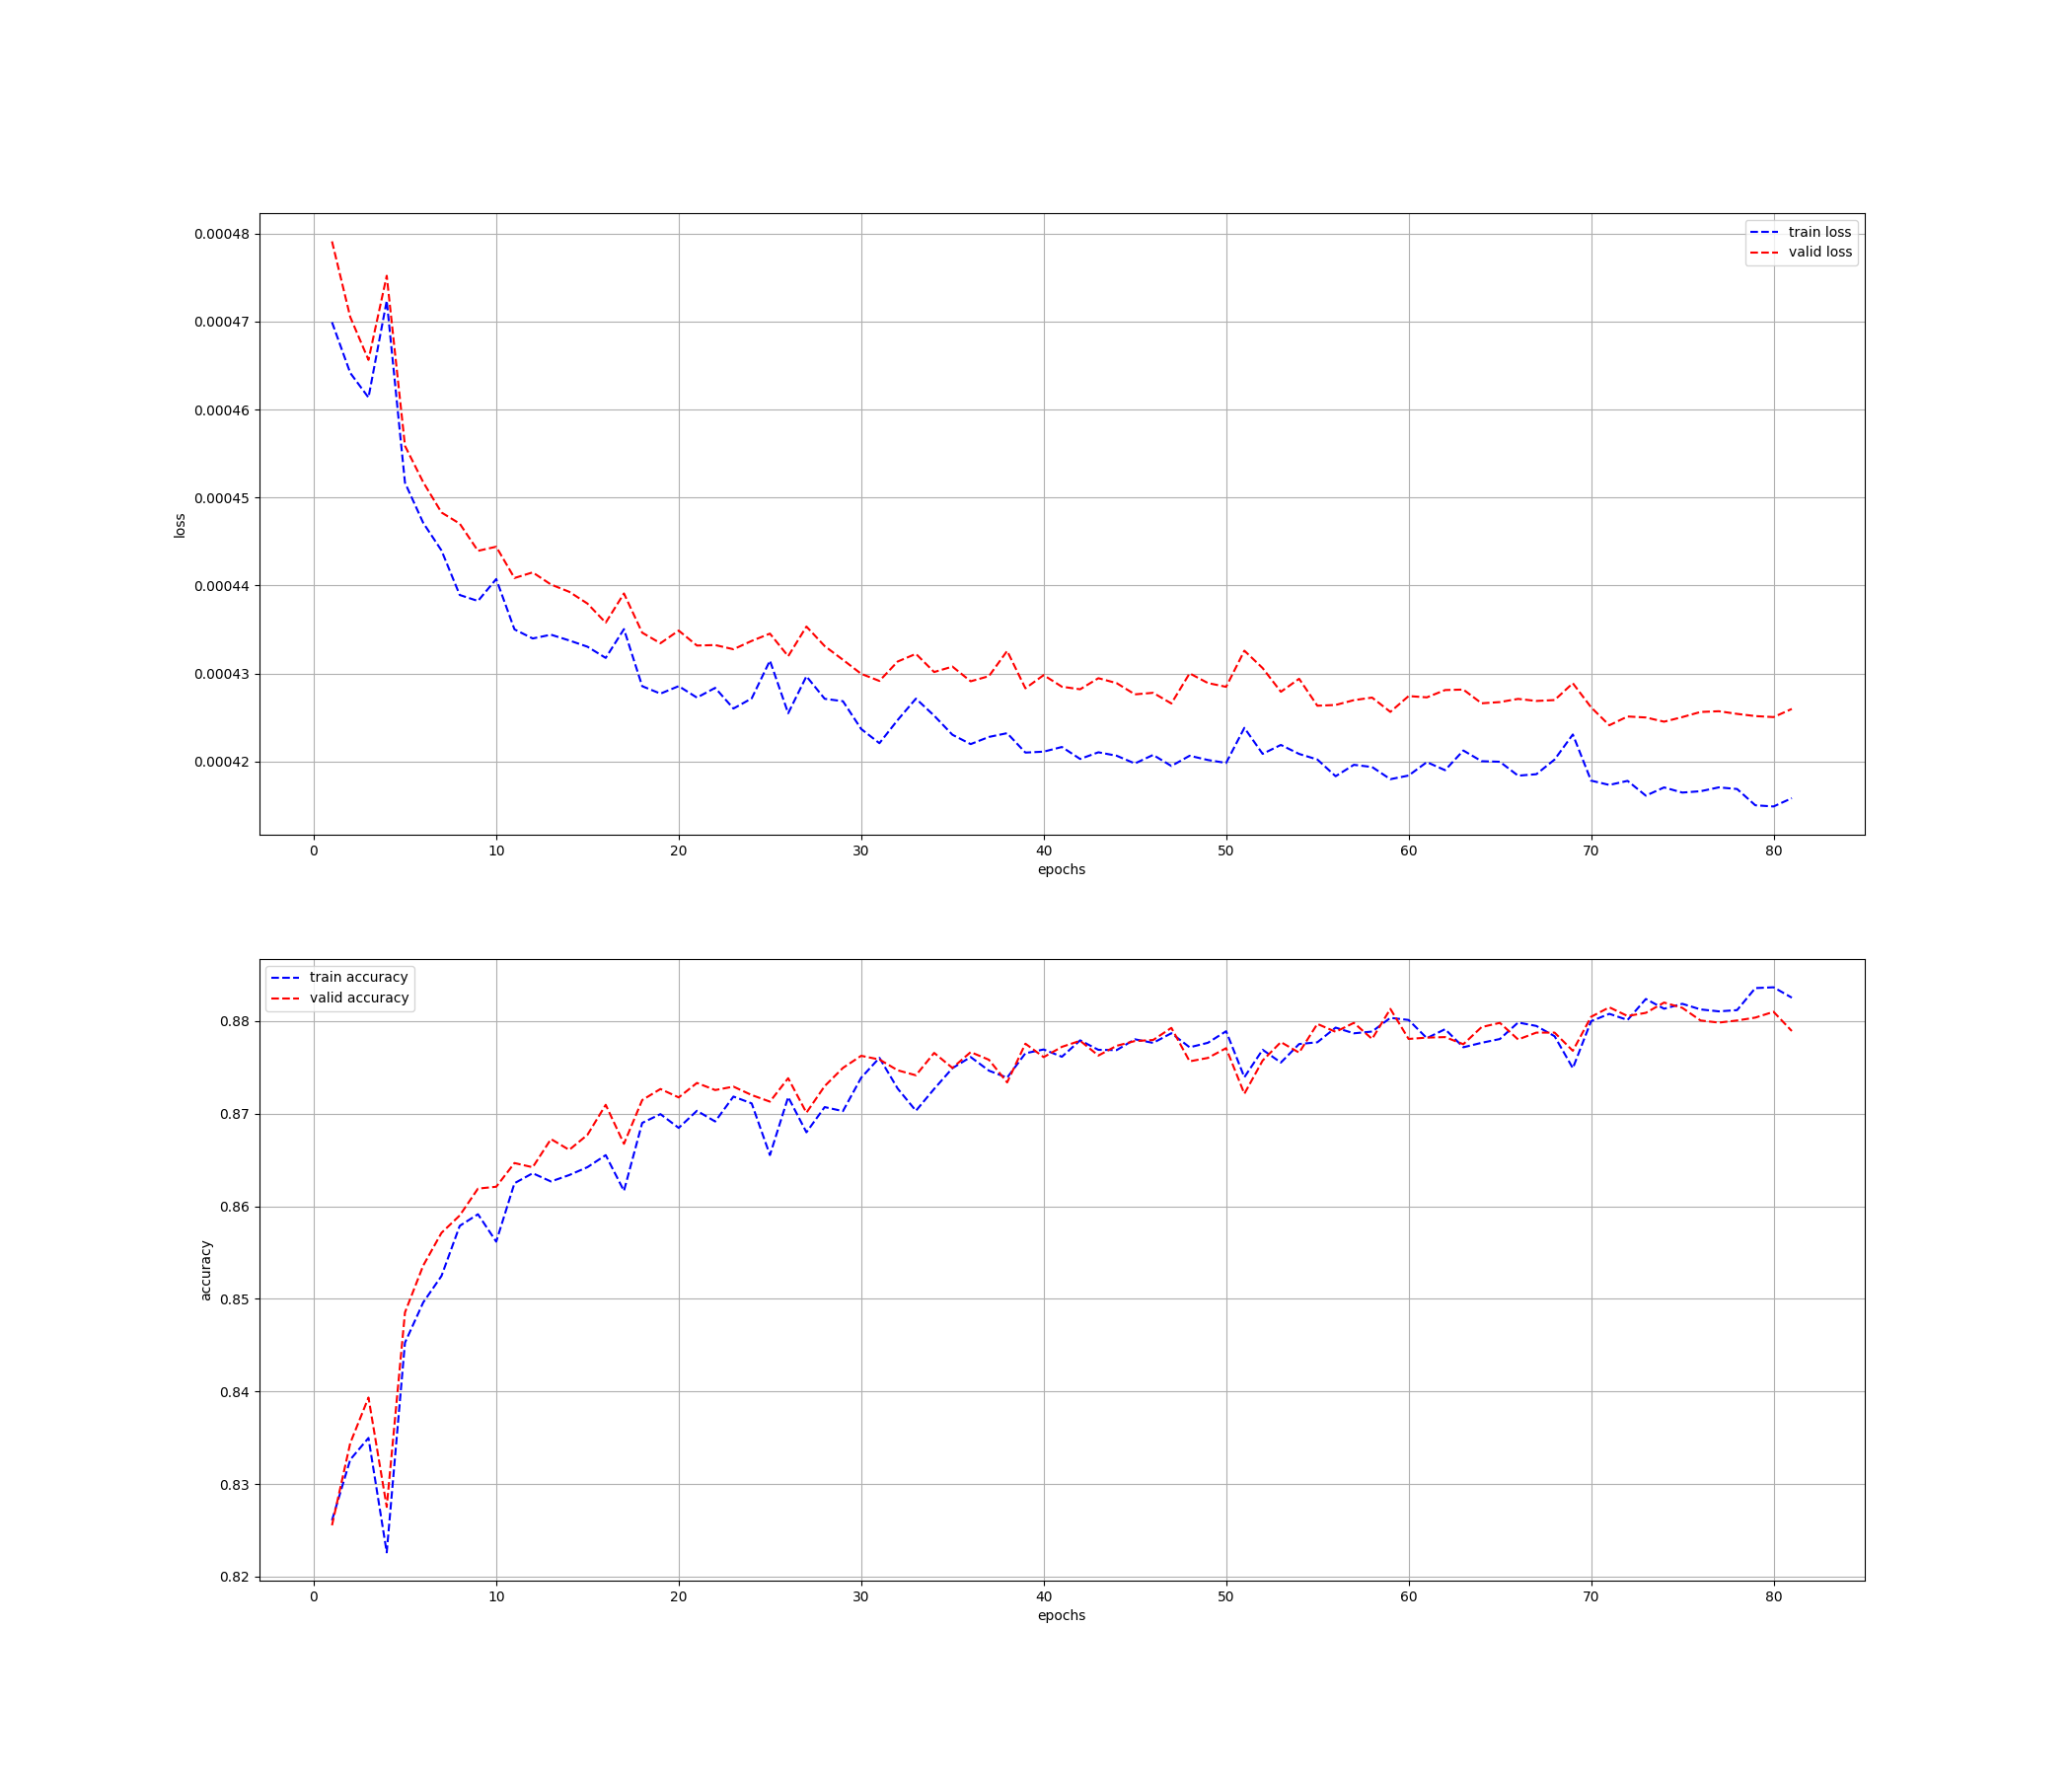 train loss
valid loss
0.00048
0.00047
0.00046
0.00045
0.00044
0.00043
0.00042
loss
0 10 20 30 40 50 60 70 80
epochs
train accuracy
valid accuracy
0.88
0.87
0.86
0.85
0.84
0.83
0.82
accuracy
0 10 20 30 40 50 60 70 80
epochs